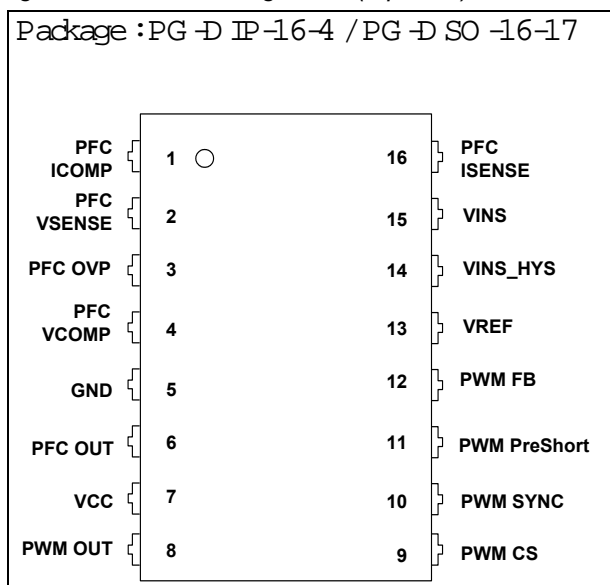 Package :PG-DIP-16-4 / PG-DSO-16-17
PFC
ICOMP
1
16
PFC
ISENSE
PFC
VSENSE
2
15
VINS
PFC OVP
3
14
VINS_HYS
PFC
VCOMP
4
13
VREF
GND
5
12
PWM FB
PFC OUT
6
11
PWM PreShort
VCC
7
10
PWM SYNC
PWM OUT
8
9
PWM CS